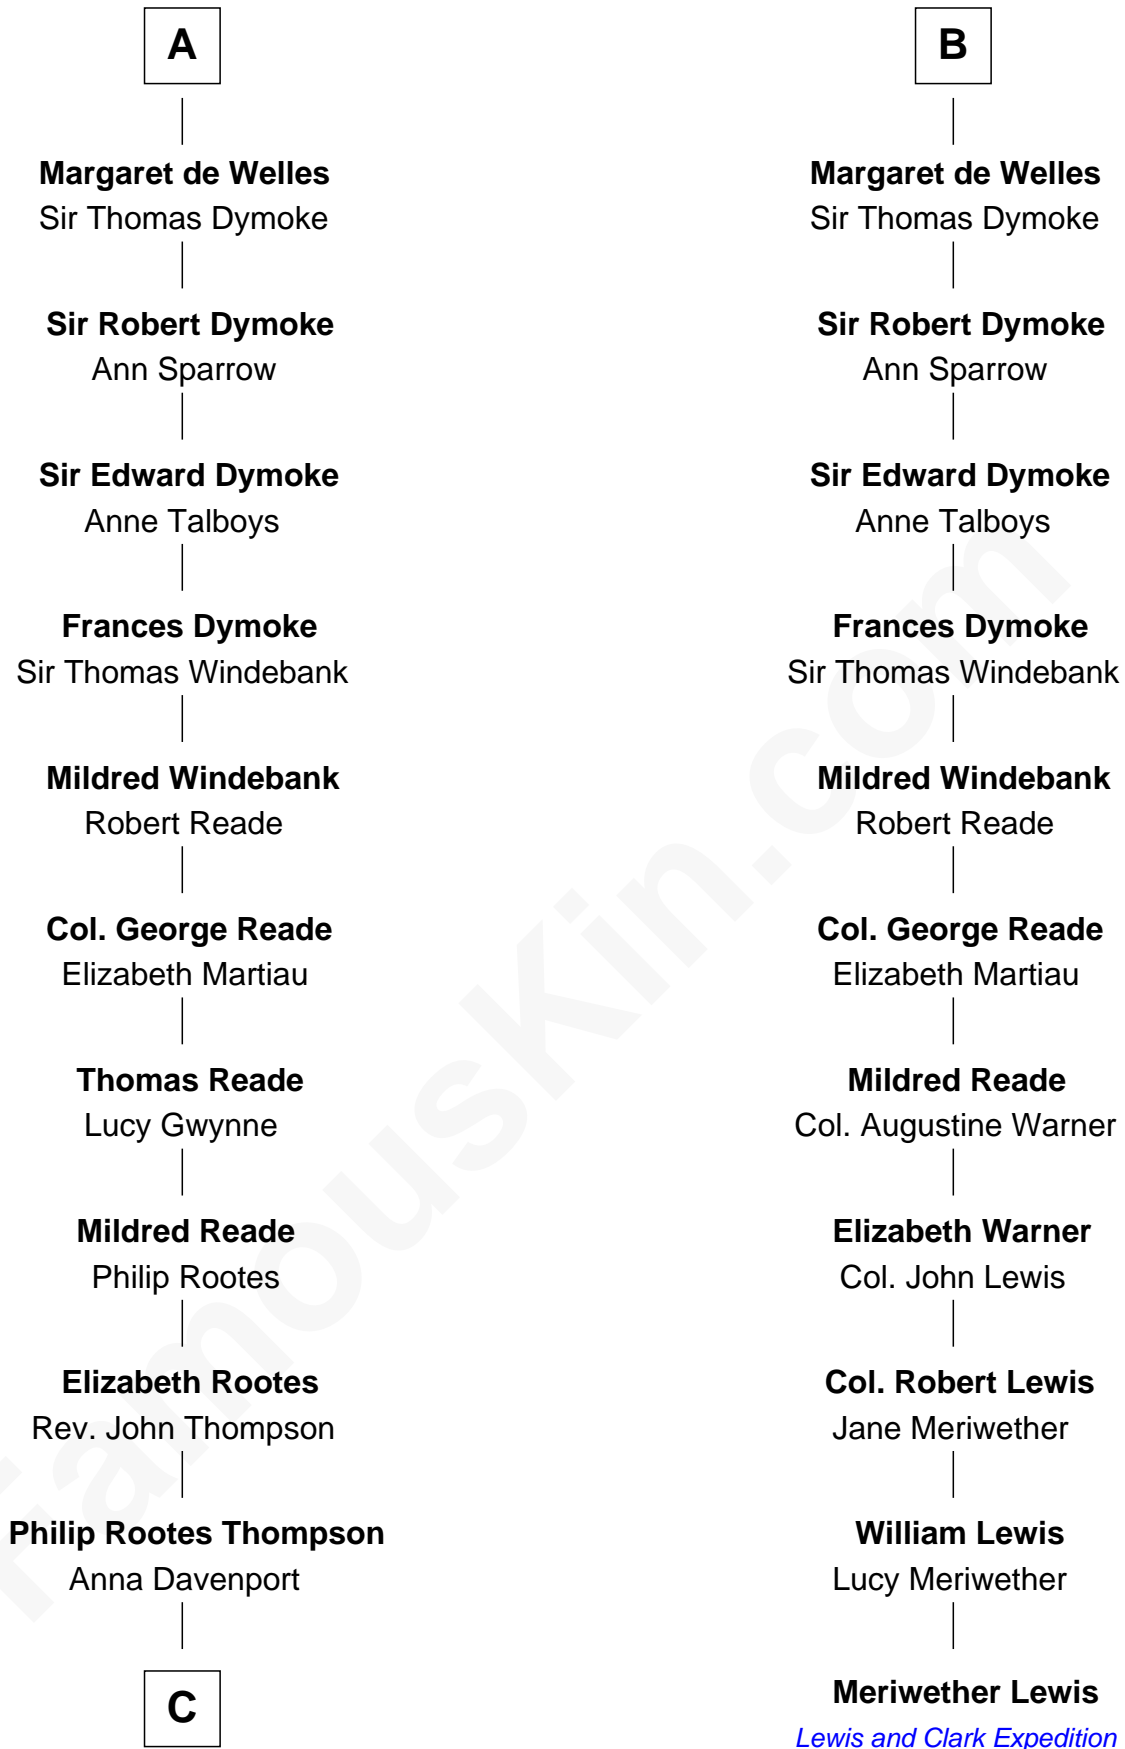 A
Margaret de Welles
Sir Thomas Dymoke
Sir Robert Dymoke
Ann Sparrow
Sir Edward Dymoke
Anne Talboys
Frances Dymoke
Sir Thomas Windebank
Mildred Windebank
Robert Reade
Col. George Reade
Elizabeth Martiau
Thomas Reade
Lucy Gwynne
Mildred Reade
Philip Rootes
Elizabeth Rootes
Rev. John Thompson
Philip Rootes Thompson
Anna Davenport
C
B
Margaret de Welles
Sir Thomas Dymoke
Sir Robert Dymoke
Ann Sparrow
Sir Edward Dymoke
Anne Talboys
Frances Dymoke
Sir Thomas Windebank
Mildred Windebank
Robert Reade
Col. George Reade
Elizabeth Martiau
Mildred Reade
Col. Augustine Warner
Elizabeth Warner
Col. John Lewis
Col. Robert Lewis
Jane Meriwether
William Lewis
Lucy Meriwether
Meriwether Lewis
Lewis and Clark Expedition
FamousKin.com